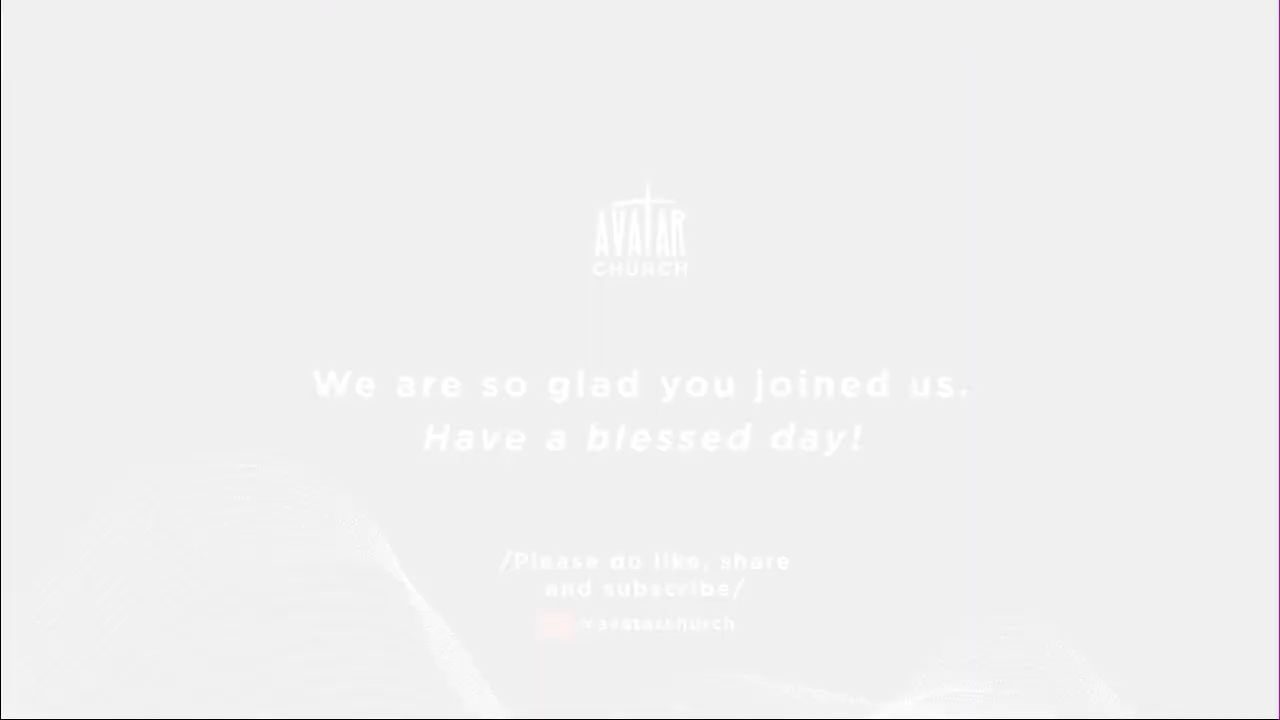 AVATAR
CHURCH
We are so glad you joined us.
Have a blessed day!
/Please do like, share
and subscribe/